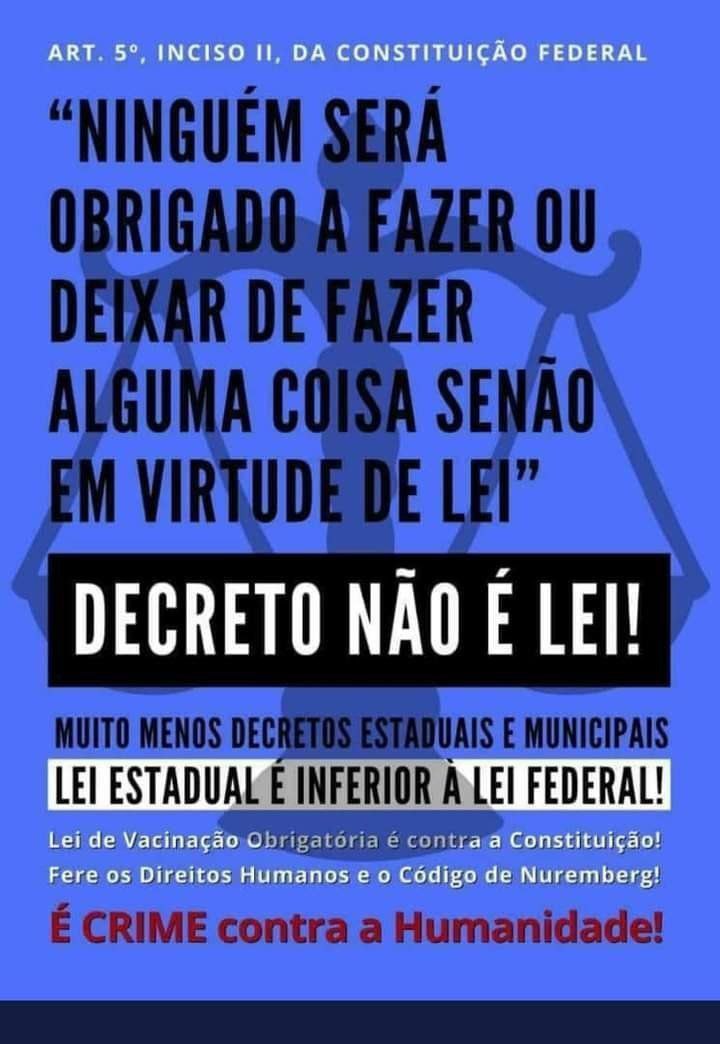 ART. 5º, INCISO II, DA CONSTITUIÇÃO FEDERAL
“NINGUÉM SERÁ
OBRIGADO A FAZER OU
DEIXAR DE FAZER
ALGUMA COISA SENÃO
EM VIRTUDE DE LEI”
DECRETO NÃO É LEI!
MUITO MENOS DECRETOS ESTADUAIS E MUNICIPAIS
LEI ESTADUAL É INFERIOR À LEI FEDERAL!
Lei de Vacinação Obrigatória é contra a Constituição!
Fere os Direitos Humanos e o Código de Nuremberg!
É CRIME contra a Humanidade!